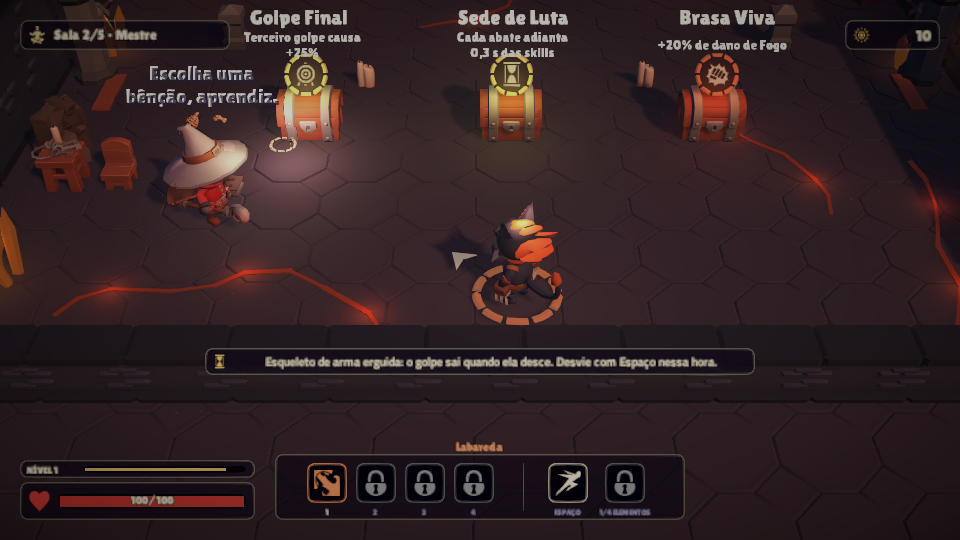 Sala 2/5 · Mestre
Golpe Final
Terceiro golpe causa
+25%
Sede de Luta
Cada abate adianta
0,3 s das skills
Brasa Viva
+20% de dano de Fogo
10
Escolha uma
bênção, aprendiz.
Esqueleto de arma erguida: o golpe sai quando ela desce. Desvie com Espaço nessa hora.
Labareda
NÍVEL 1
100/100
1
2
3
4
ESPAÇO
1/4 ELEMENTOS